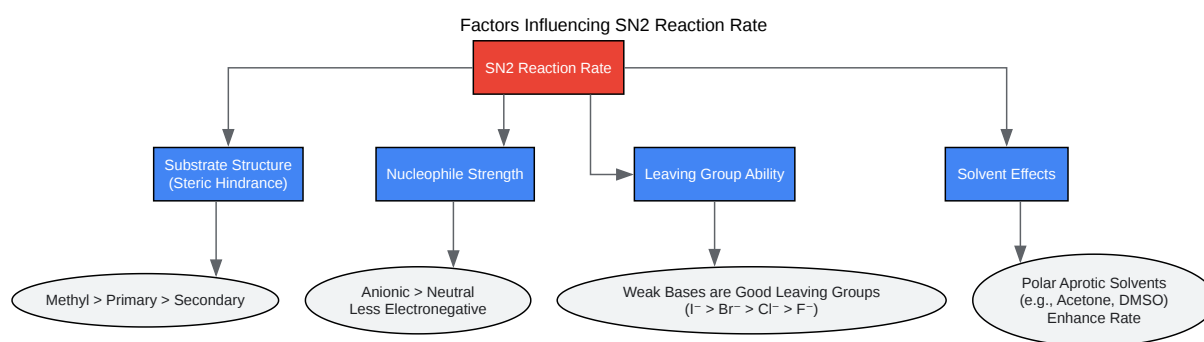 Factors Influencing SN2 Reaction Rate
SN2 Reaction Rate
Substrate Structure
(Steric Hindrance)
Nucleophile Strength
Leaving Group Ability
Solvent Effects
Methyl > Primary > Secondary
Anionic > Neutral
Less Electronegative
Weak Bases are Good Leaving Groups
(I⁻ > Br⁻ > Cl⁻ > F⁻)
Polar Aprotic Solvents
(e.g., Acetone, DMSO)
Enhance Rate